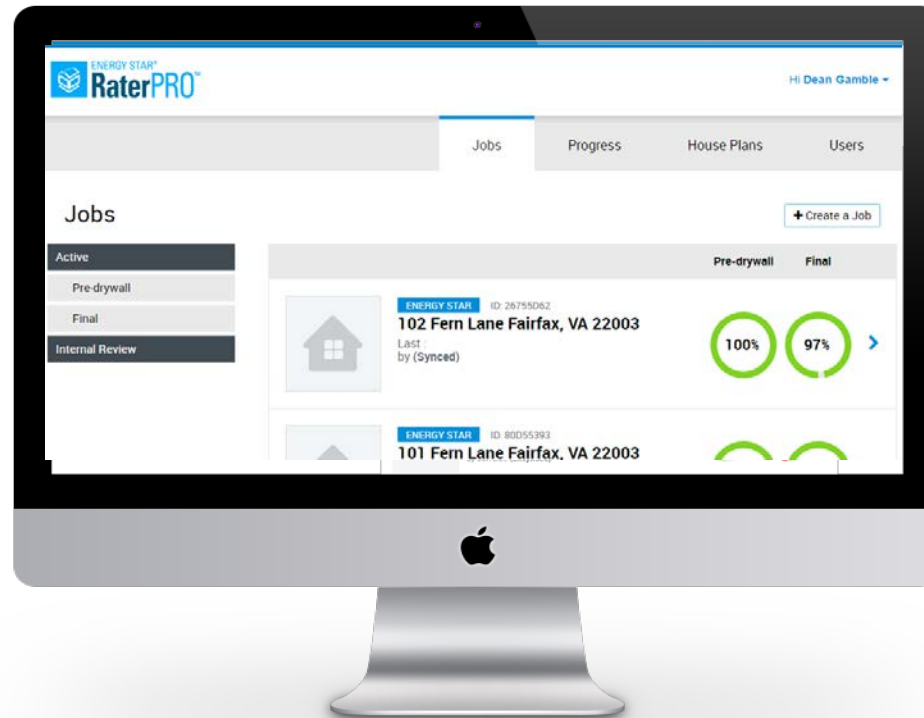 ENERGY STAR®
RaterPRO™
Hi Dean Gamble
Jobs Progress House Plans Users
Jobs
+ Create a Job
Active
Pre-drywall
Final
Internal Review
Pre-drywall Final
ENERGY STAR ID: 26755D62
102 Fern Lane Fairfax, VA 22003
Last :
by (Synced)
100% 97%
ENERGY STAR ID: 80D55393
101 Fern Lane Fairfax, VA 22003